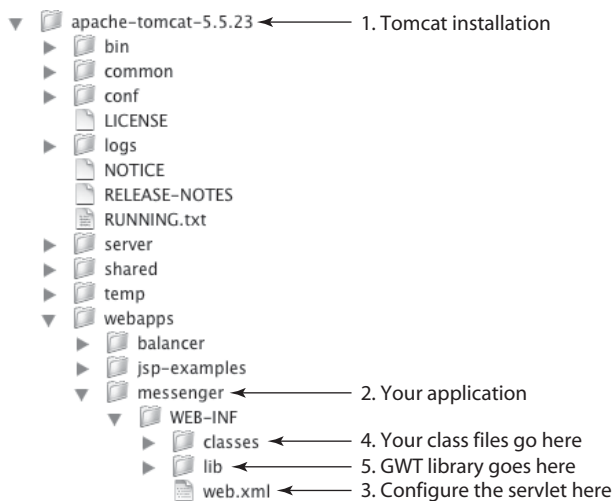 apache-tomcat-5.5.23 1. Tomcat installation
bin
common
conf
LICENSE
logs
NOTICE
RELEASE-NOTES
RUNNING.txt
server
shared
temp
webapps
balancer
jsp-examples
messenger 2. Your application
WEB-INF
classes 4. Your class files go here
lib 5. GWT library goes here
web.xml 3. Configure the servlet here